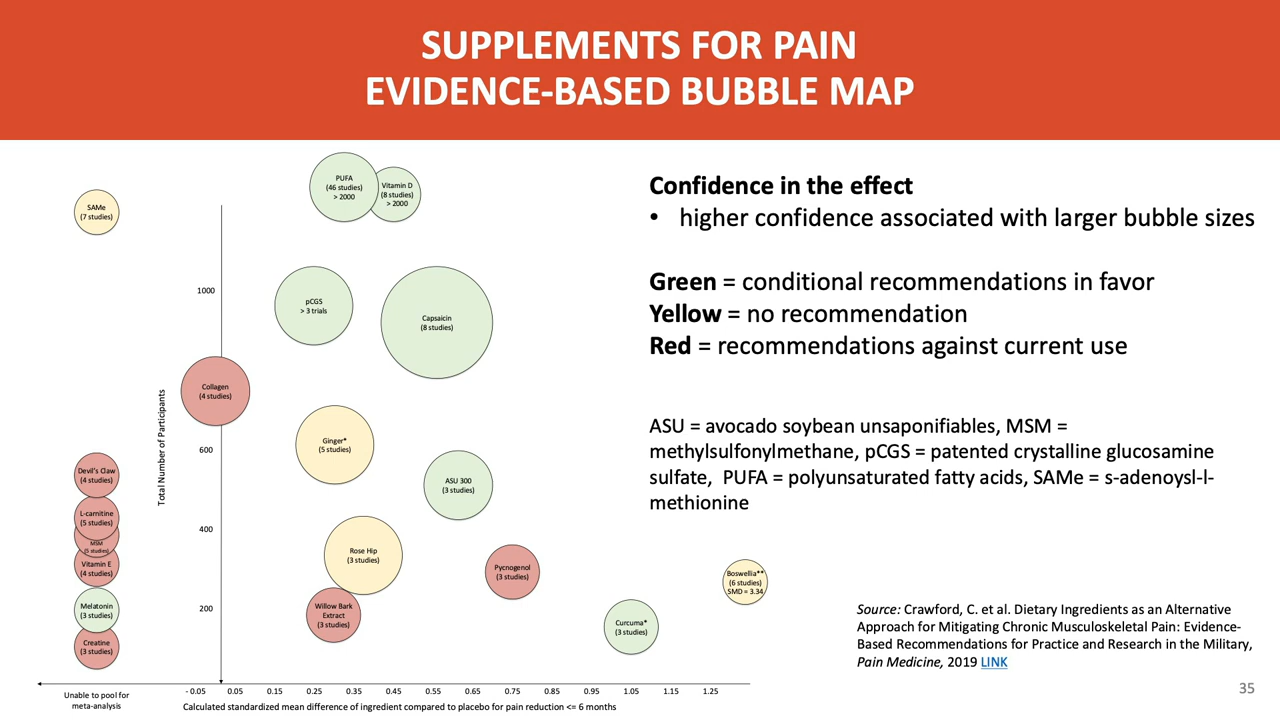 SUPPLEMENTS FOR PAIN
EVIDENCE-BASED BUBBLE MAP
SAMe
(7 studies)
PUFA
(46 studies)
> 2000
Vitamin D
(8 studies)
> 2000
1000
pCGS
> 3 trials
Capsaicin
(8 studies)
Collagen
(4 studies)
Total Number of Participants
Ginger*
(5 studies)
600
Devil's Claw
(4 studies)
ASU 300
(3 studies)
L-carnitine
(5 studies)
400
MSM
(5 studies)
Rose Hip
(3 studies)
Vitamin E
(4 studies)
Pycnogenol
(3 studies)
Boswellia**
(6 studies)
SMD = 3.34
Melatonin
(3 studies)
200
Willow Bark
Extract
(3 studies)
Curcuma*
(3 studies)
Creatine
(3 studies)
- 0.05 0.05 0.15 0.25 0.35 0.45 0.55 0.65 0.75 0.85 0.95 1.05 1.15 1.25
Unable to pool for
meta-analysis
Calculated standardized mean difference of ingredient compared to placebo for pain reduction <= 6 months
Confidence in the effect
• higher confidence associated with larger bubble sizes
Green = conditional recommendations in favor
Yellow = no recommendation
Red = recommendations against current use
ASU = avocado soybean unsaponifiables, MSM =
methylsulfonylmethane, pCGS = patented crystalline glucosamine
sulfate, PUFA = polyunsaturated fatty acids, SAMe = s-adenoysl-l-
methionine
Source: Crawford, C. et al. Dietary Ingredients as an Alternative
Approach for Mitigating Chronic Musculoskeletal Pain: Evidence-
Based Recommendations for Practice and Research in the Military,
Pain Medicine, 2019 LINK
35